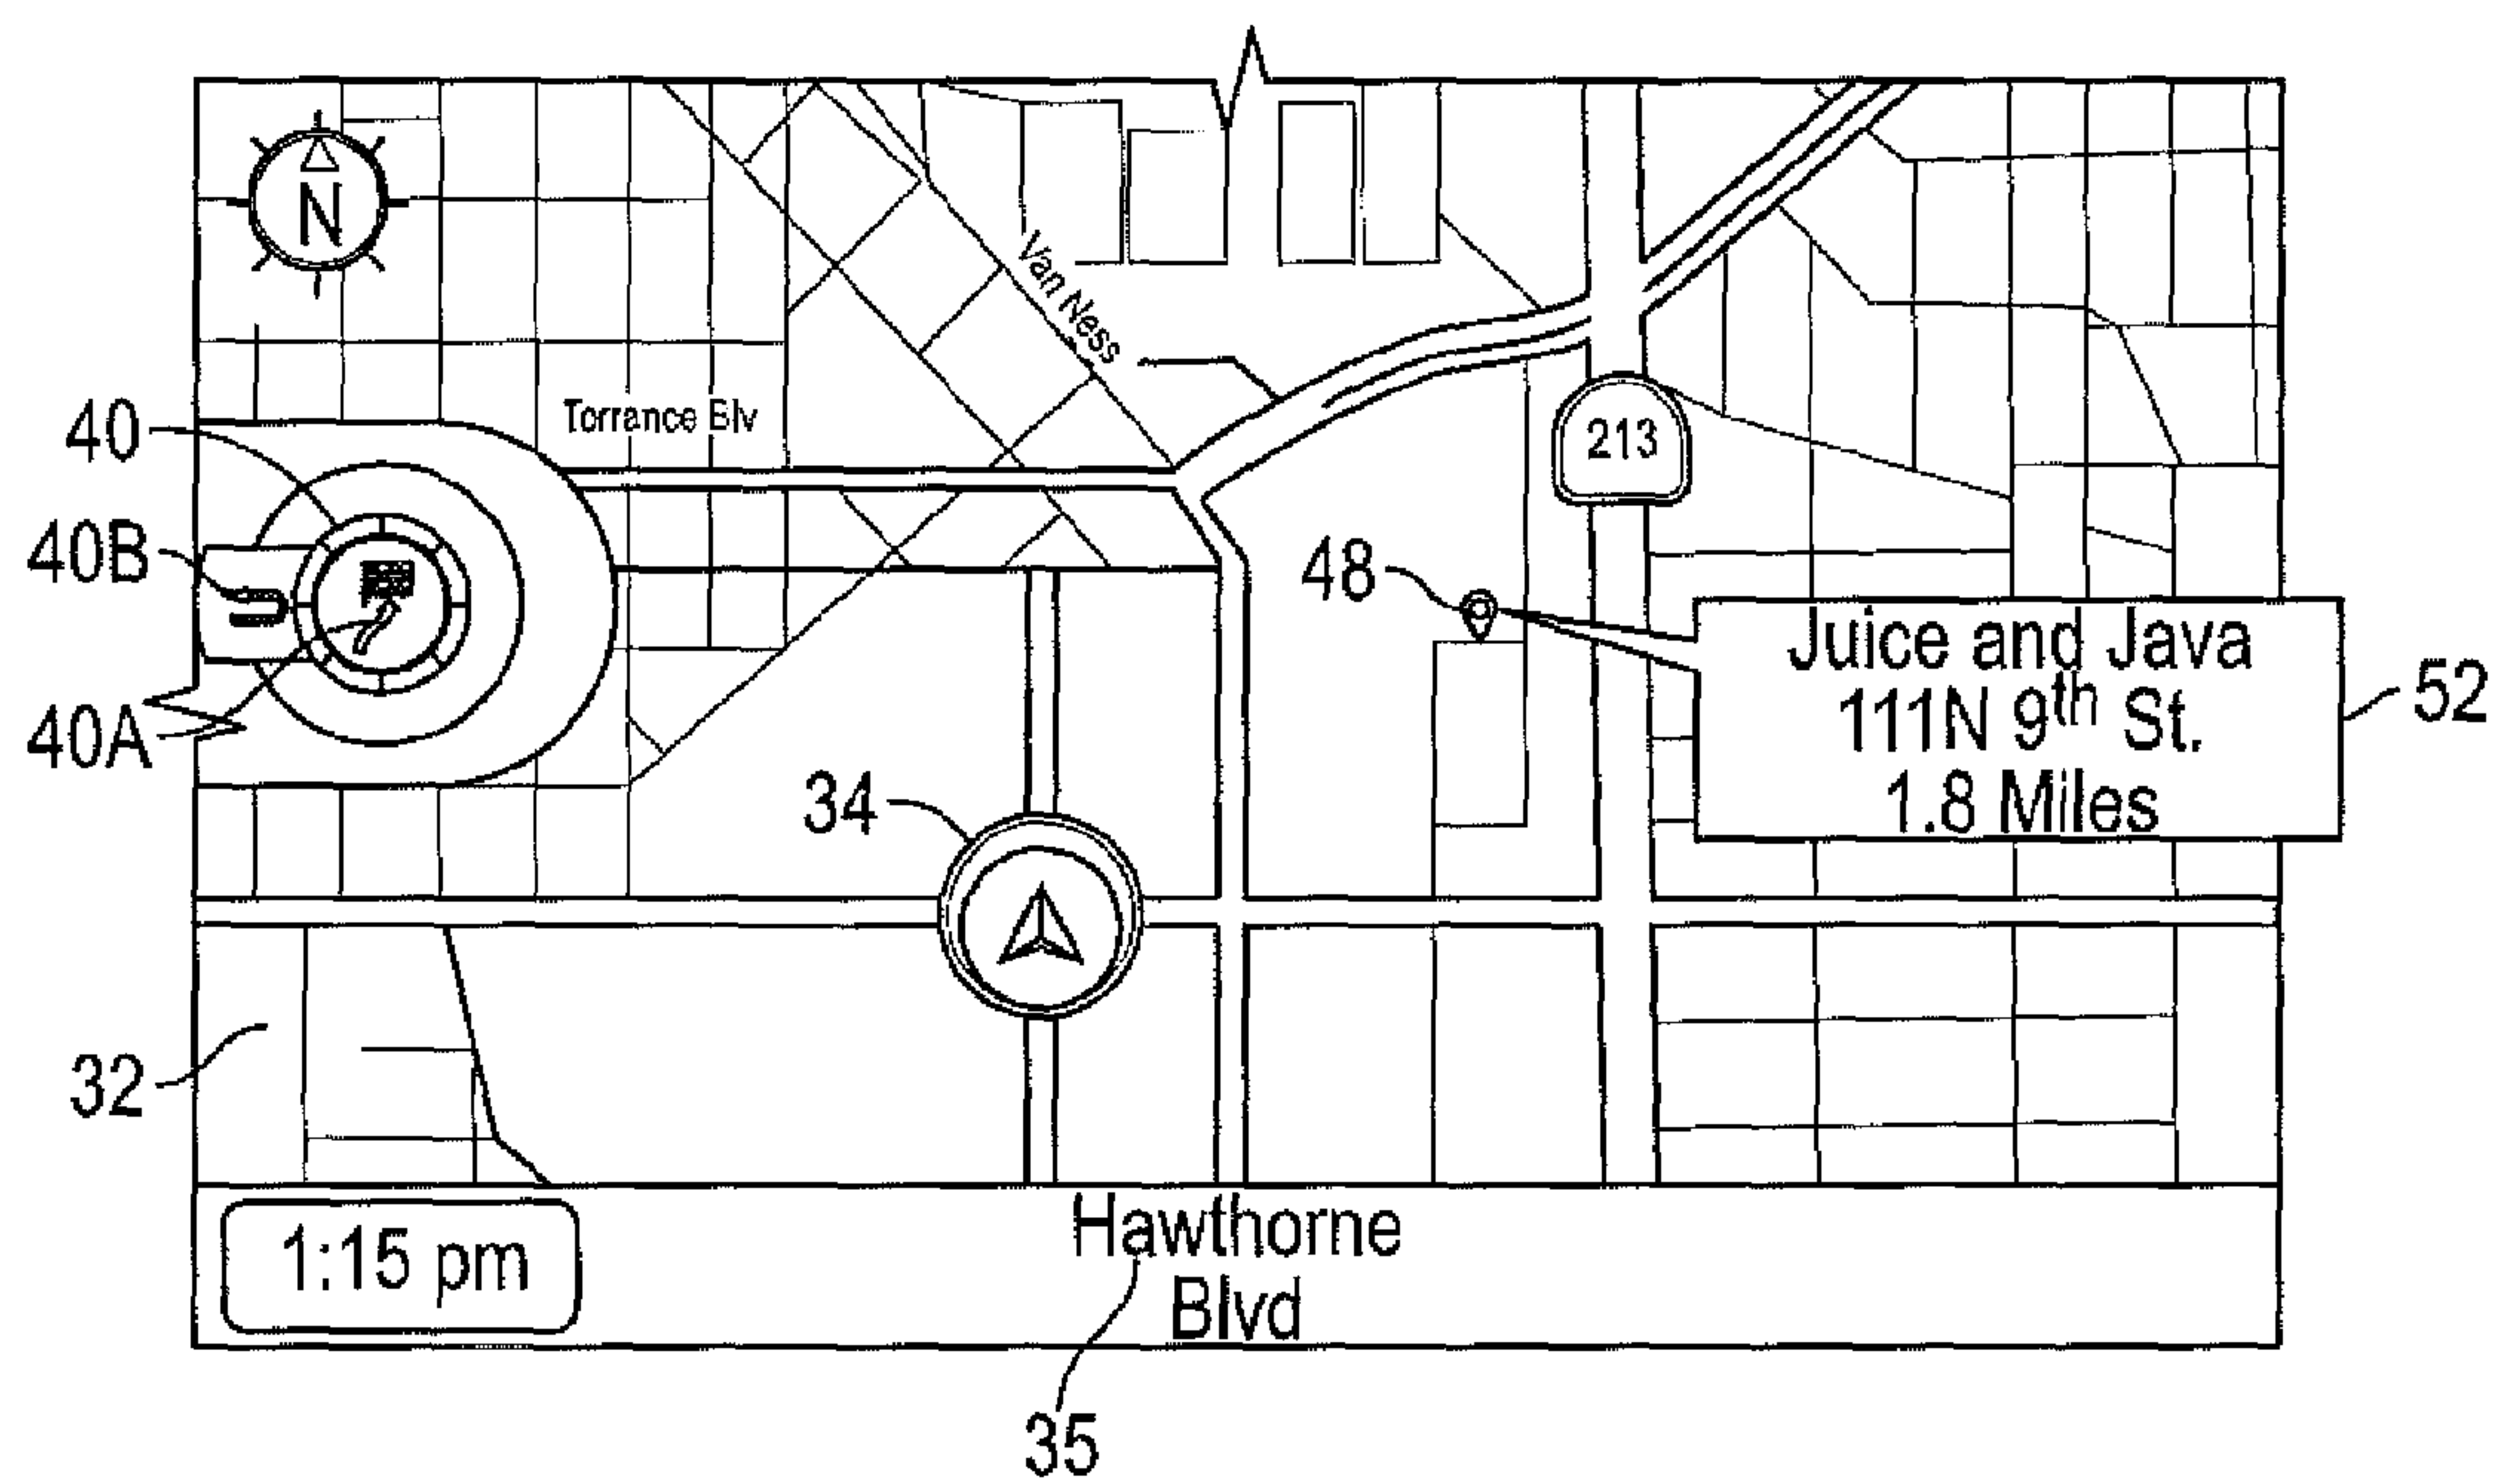 N
Van Ness
40
Torrance Blv
213
40B
48
Juice and Java
111N 9th St.
1.8 Miles
52
40A
34
32
1:15 pm
Hawthorne
Blvd
35